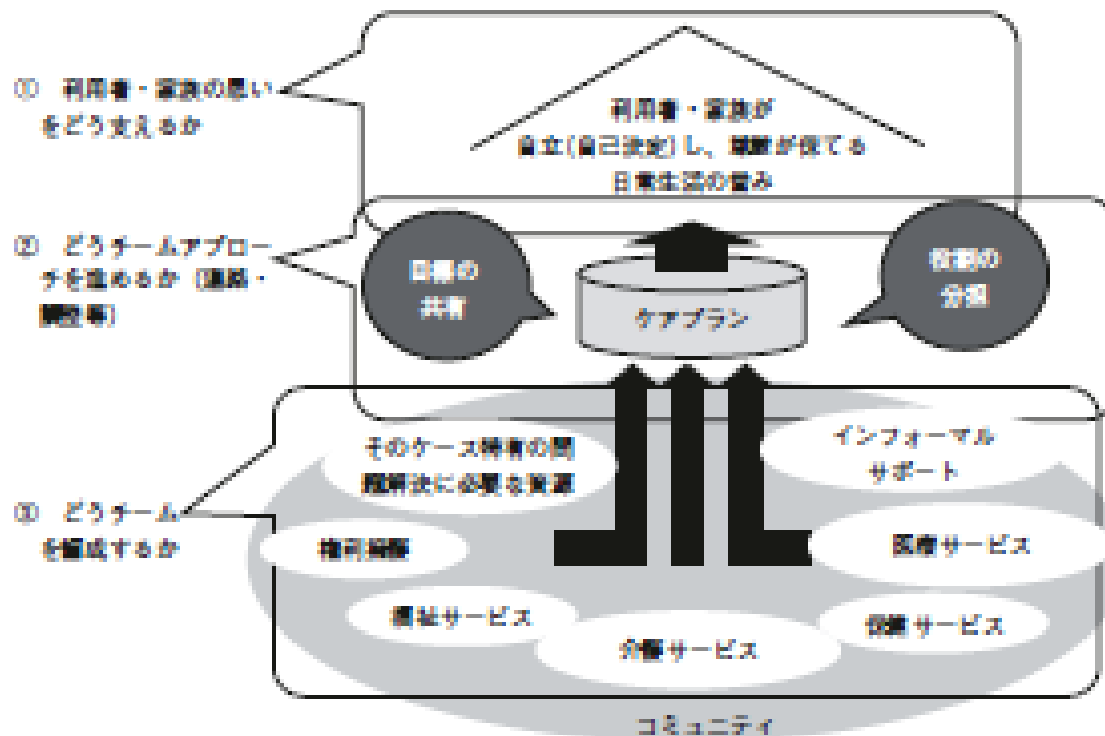 ① 利用者・家族の思い
をどう支えるか
利用者・家族が
自立(自己決定)し、尊厳が保てる
日常生活の営み
② どうチームアプロー
チを進めるか(連絡・
調整等)
目標の
共有
役割の
分担
ケアプラン
③ どうチーム
を編成するか
そのケース特有の問
題解決に必要な資源
インフォーマル
サポート
権利擁護
医療サービス
福祉サービス
保健サービス
介護サービス
コミュニティ